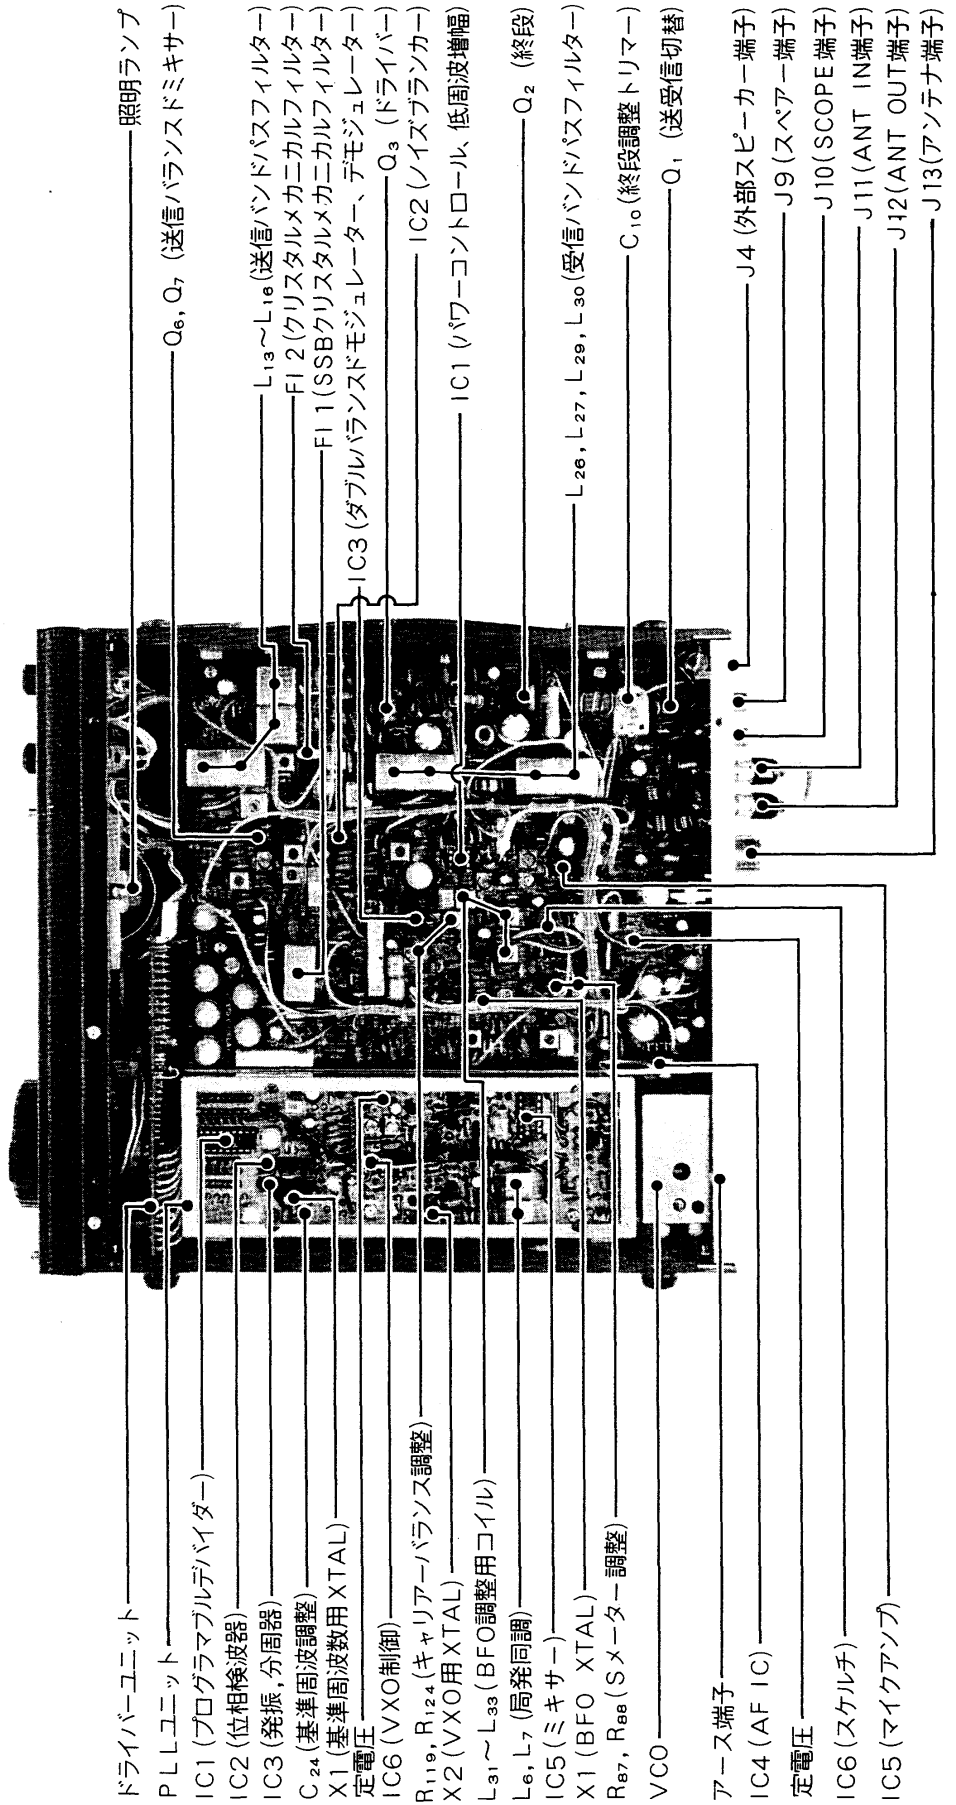 照明ランプ
Q₆, Q₇ (送信バランスドミキサー)
L₁₃～L₁₆(送信バンドパスフィルター)
FI 2(クリスタルメカニカルフィルター)
FI 1(SSBクリスタルメカニカルフィルター)
IC3(ダブルバランスドモジュレーター、デモジュレーター)
Q₃(ドライバー)
IC2(ノイズブランカー)
IC1(パワーコントロール、低周波増幅)
Q₂(終段)
L₂₆, L₂₇, L₂₉, L₃₀(受信バンドパスフィルター)
C₁₀(終段調整トリマー)
Q₁(送受信切替)
J4(外部スピーカー端子)
J9(スペアー端子)
J10(SCOPE端子)
J11(ANT IN端子)
J12(ANT OUT端子)
J13(アンテナ端子)
ドライバーユニット
PLLユニット
IC1(プログラマブルデバイダー)
IC2(位相検波器)
IC3(発振,分周器)
C₂₄(基準周波調整)
X1(基準周波数用XTAL)
定電圧
IC6(VXO制御)
R₁₁₉, R₁₂₄(キャリアーバランス調整)
X2(VXO用XTAL)
L₃₁～L₃₃(BFO調整用コイル)
L₆, L₇(局発同調)
IC5(ミキサー)
X1(BFO XTAL)
R₈₇, R₈₈(Sメーター調整)
VCO
アース端子
IC4(AF IC)
定電圧
IC6(スケルチ)
IC5(マイクアンプ)